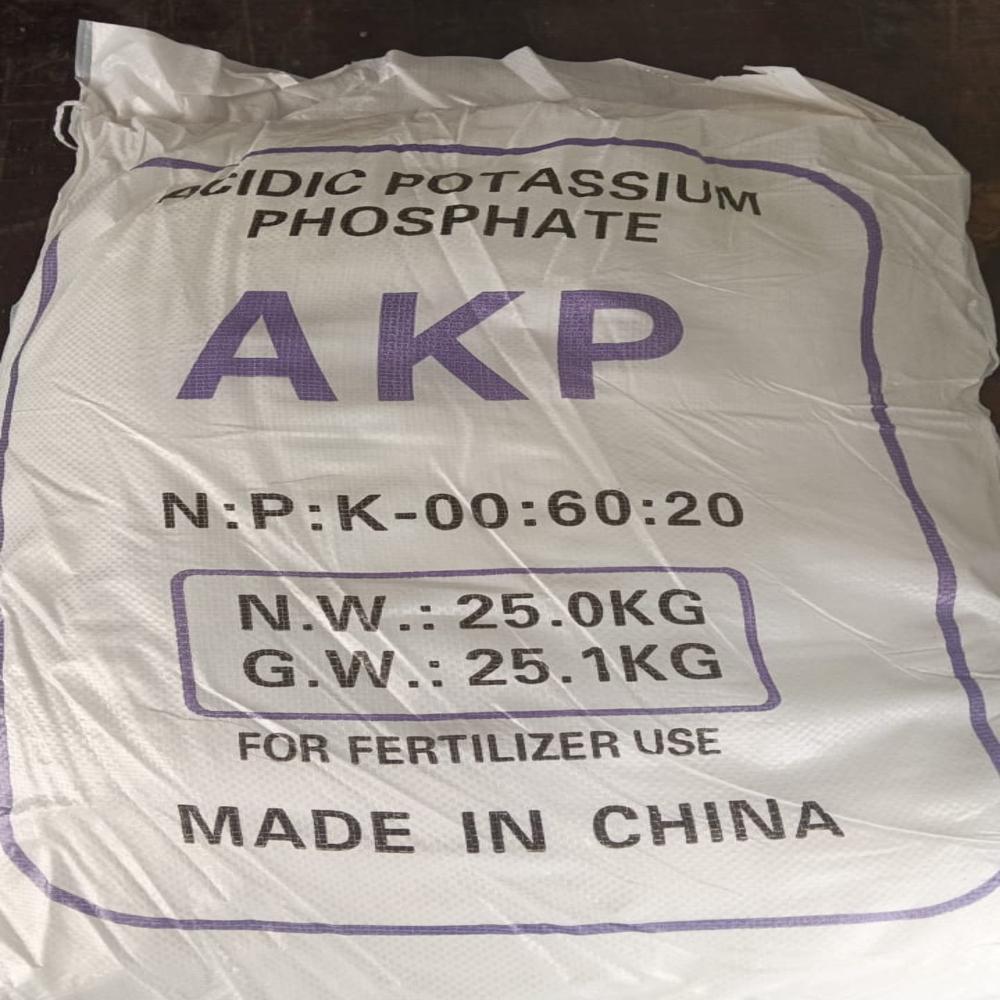 ACIDIC POTASSIUM
PHOSPHATE
AKP
N:P:K-00:60:20
N.W.: 25.0KG
G.W.: 25.1KG
FOR FERTILIZER USE
MADE IN CHINA